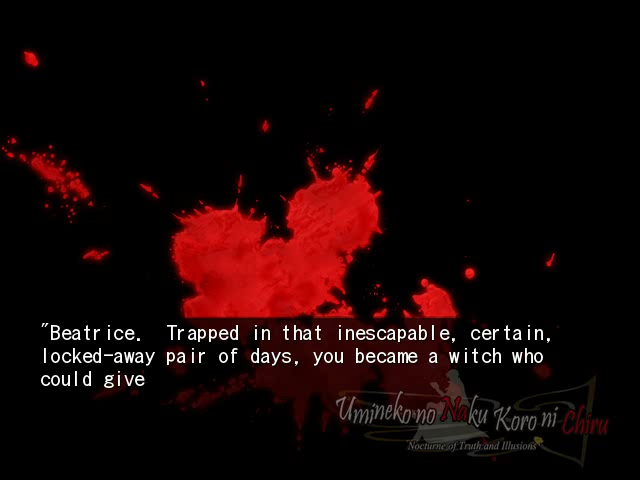 "Beatrice.  Trapped in that inescapable, certain,
locked-away pair of days, you became a witch who
could give
Umineko no Naku Koro ni Chiru
Nocturne of Truth and Illusions